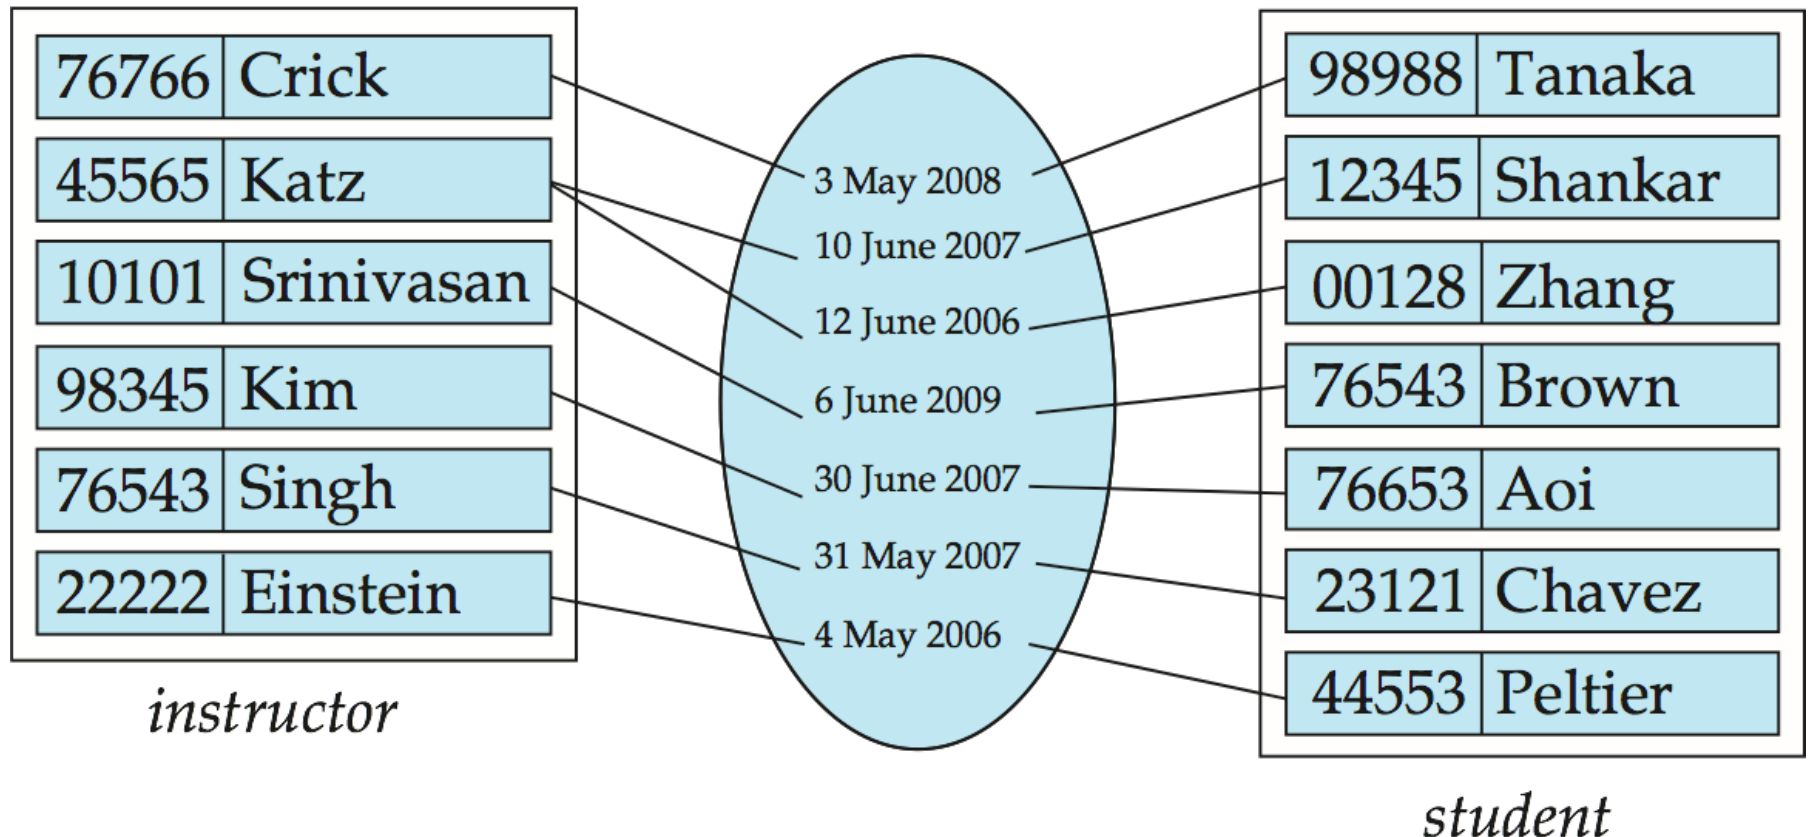 76766 Crick
45565 Katz
10101 Srinivasan
98345 Kim
76543 Singh
22222 Einstein
instructor
3 May 2008
10 June 2007
12 June 2006
6 June 2009
30 June 2007
31 May 2007
4 May 2006
98988 Tanaka
12345 Shankar
00128 Zhang
76543 Brown
76653 Aoi
23121 Chavez
44553 Peltier
student